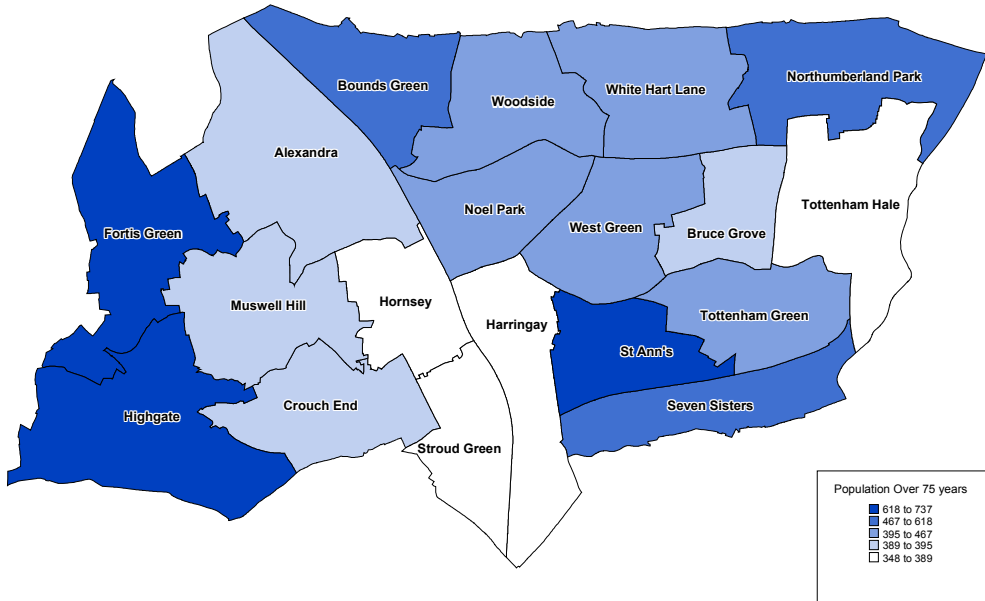 Northumberland Park
Bounds Green
White Hart Lane
Woodside
Alexandra
Tottenham Hale
Noel Park
West Green
Fortis Green
Bruce Grove
Hornsey
Muswell Hill
Tottenham Green
Harringay
St Ann's
Crouch End
Seven Sisters
Highgate
Stroud Green
Population Over 75 years
618 to 737
467 to 618
395 to 467
389 to 395
348 to 389